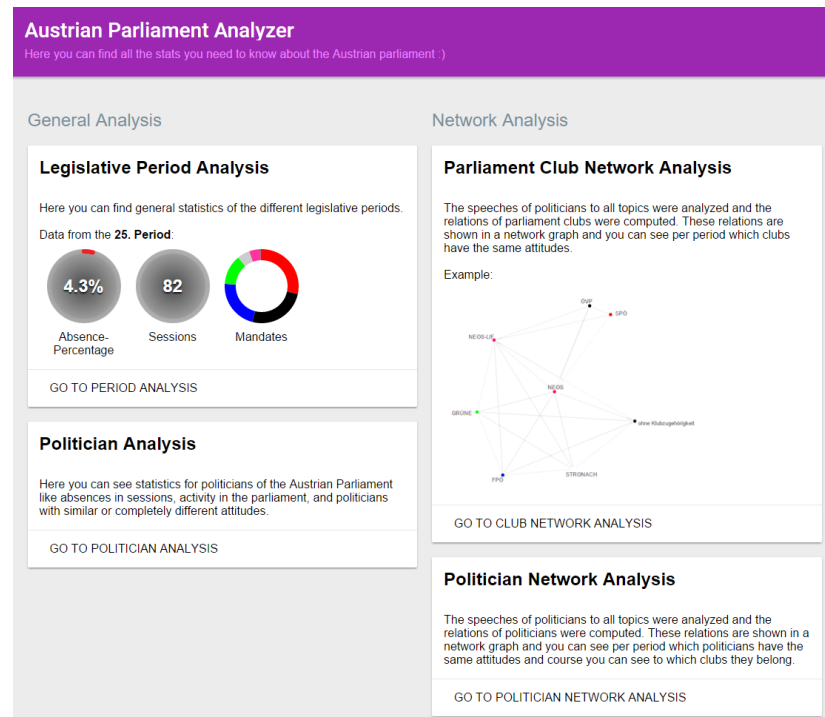 Austrian Parliament Analyzer
Here you can find all the stats you need to know about the Austrian parliament :)
General Analysis
Legislative Period Analysis
Here you can find general statistics of the different legislative periods.
Data from the 25. Period:
4.3%
82
Absence-
Percentage
Sessions
Mandates
GO TO PERIOD ANALYSIS
Politician Analysis
Here you can see statistics for politicians of the Austrian Parliament
like absences in sessions, activity in the parliament, and politicians
with similar or completely different attitudes.
GO TO POLITICIAN ANALYSIS
Network Analysis
Parliament Club Network Analysis
The speeches of politicians to all topics were analyzed and the
relations of parliament clubs were computed. These relations are
shown in a network graph and you can see per period which clubs
have the same attitudes.
Example:
ÖVP
SPÖ
NEOS-LIF
NEOS
GRÜNE
ohne Klubzugehörigkeit
FPÖ
STRONACH
GO TO CLUB NETWORK ANALYSIS
Politician Network Analysis
The speeches of politicians to all topics were analyzed and the
relations of politicians were computed. These relations are shown in a
network graph and you can see per period which politicians have the
same attitudes and course you can see to which clubs they belong.
GO TO POLITICIAN NETWORK ANALYSIS